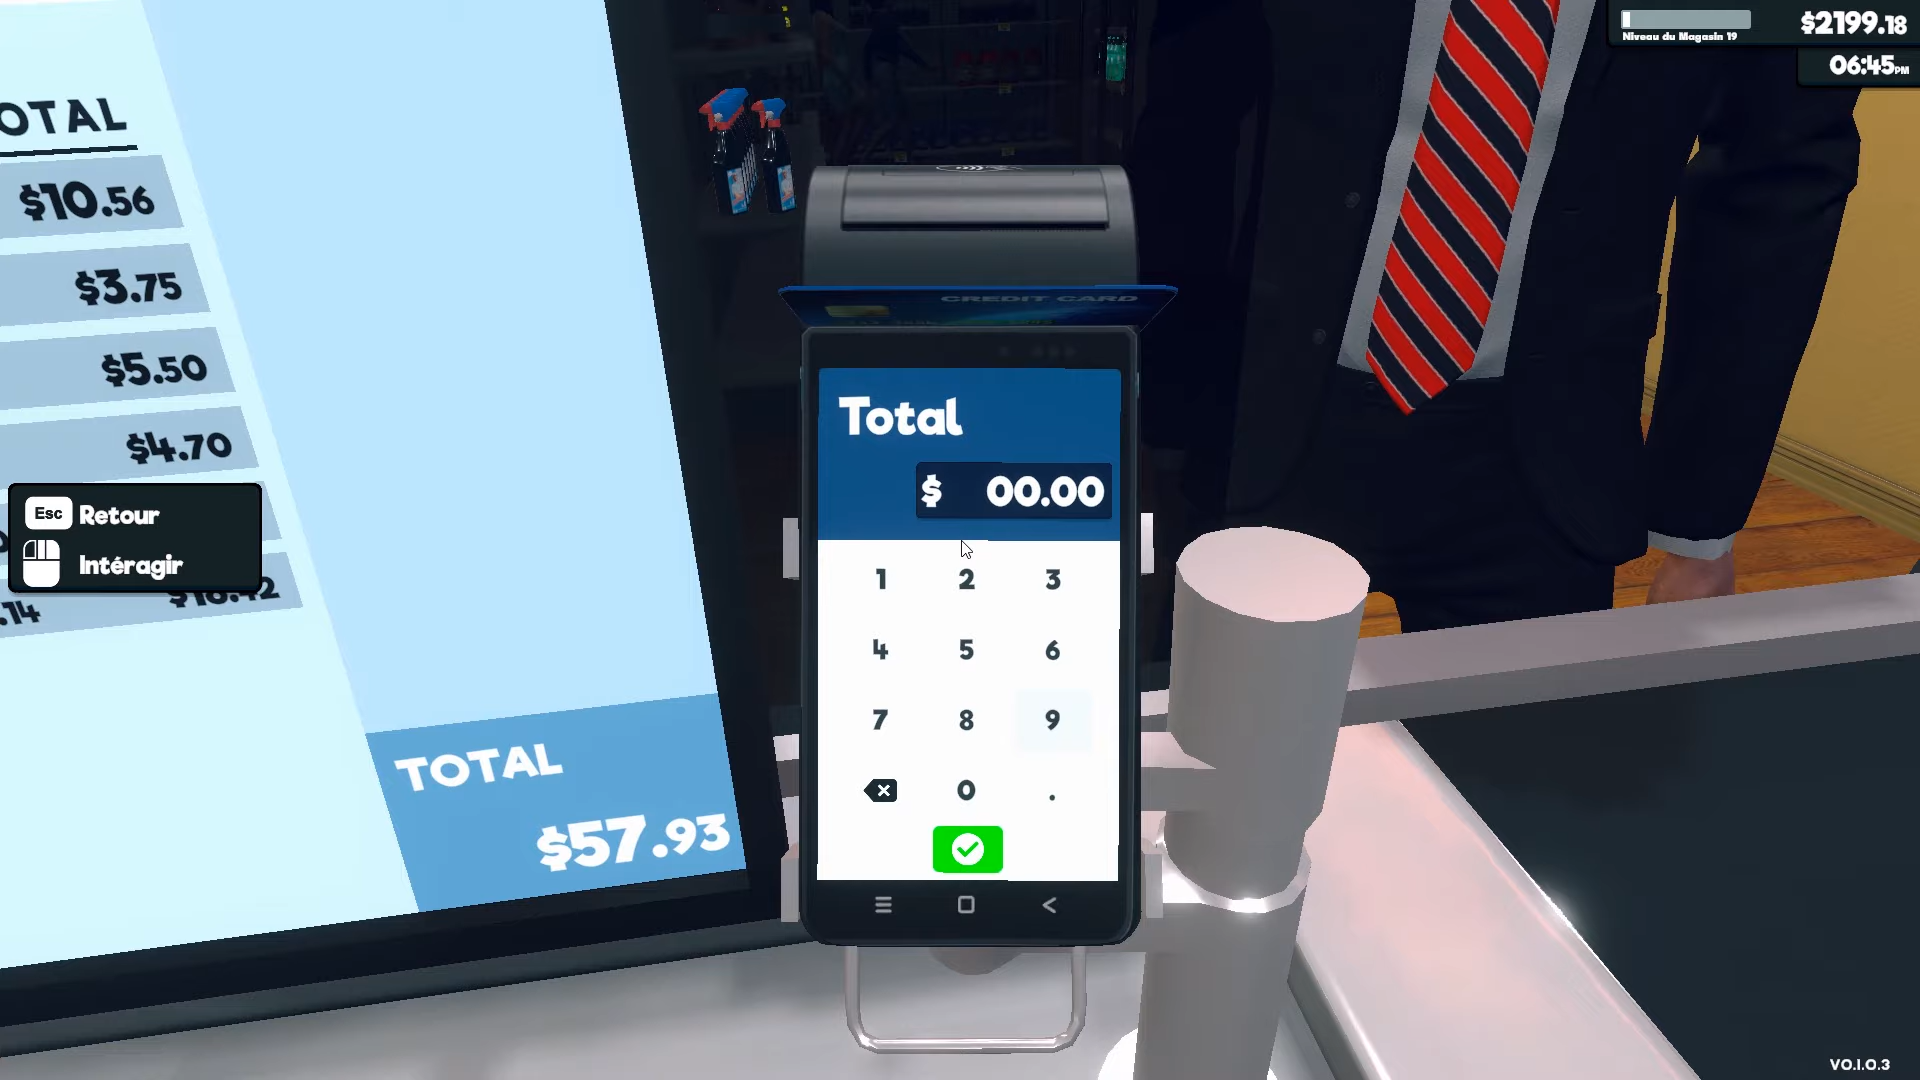 OTAL
$10.56
$3.75
$5.50
$4.70
.14
TOTAL
$57.93
Esc Retour
Intéragir
CREDIT CARD
Total
$ 00.00
1 2 3
4 5 6
7 8 9
0 .
Niveau du Magasin 19
$2199.18
06:45PM
V0.1.0.3